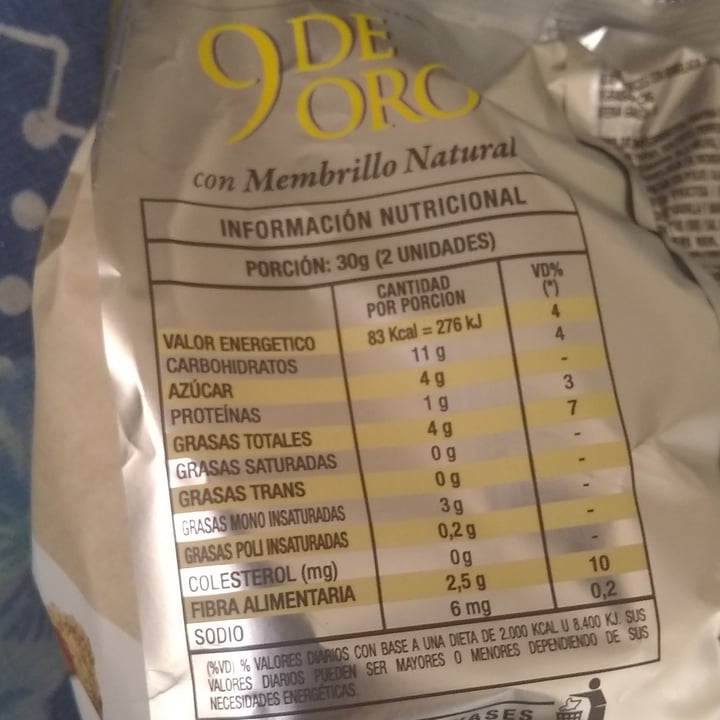 9 DE ORO
con Membrillo Natural
INFORMACIÓN NUTRICIONAL
PORCIÓN: 30g (2 UNIDADES)
CANTIDAD POR PORCION VD% (*)
VALOR ENERGETICO 83 Kcal = 276 kJ 4
CARBOHIDRATOS 11 g 4
AZÚCAR 4 g -
PROTEÍNAS 1 g 3
GRASAS TOTALES 4 g 7
GRASAS SATURADAS 0 g -
GRASAS TRANS 0 g -
GRASAS MONO INSATURADAS 3 g -
GRASAS POLI INSATURADAS 0,2 g -
COLESTEROL (mg) 0g -
FIBRA ALIMENTARIA 2,5 g 10
SODIO 6 mg 0,2
(%VD) % VALORES DIARIOS CON BASE A UNA DIETA DE 2.000 KCAL U 8.400 KJ. SUS
VALORES DIARIOS PUEDEN SER MAYORES O MENORES DEPENDIENDO DE SUS
NECESIDADES ENERGÉTICAS.